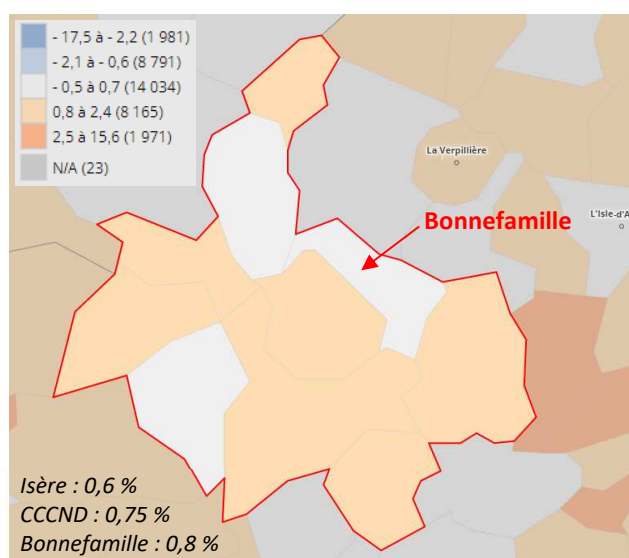 - 17,5 à - 2,2 (1 981)
- 2,1 à - 0,6 (8 791)
- 0,5 à 0,7 (14 034)
0,8 à 2,4 (8 165)
2,5 à 15,6 (1 971)
N/A (23)
La Verpillière
Bonnefamille
L'Isle-d'A
Isère : 0,6 %
CCCND : 0,75 %
Bonnefamille : 0,8 %